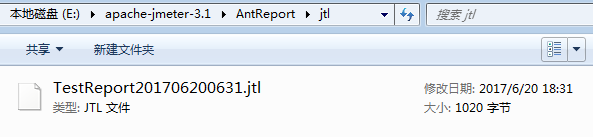 本地磁盘 (E:) ▸ apache-jmeter-3.1 ▸ AntReport ▸ jtl
搜索 jtl
共享 新建文件夹
TestReport201706200631.jtl 修改日期: 2017/6/20 18:31
类型: JTL 文件 大小: 1020 字节